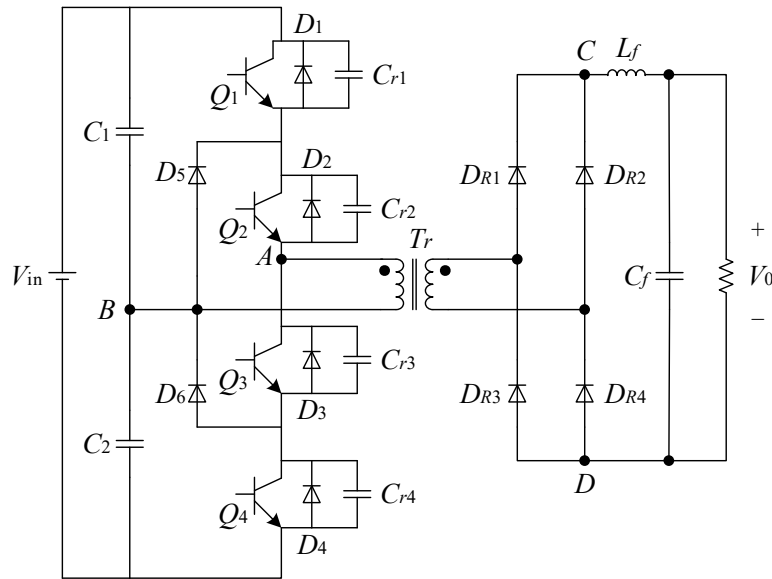 D1
Cr1
Q1
C1
D5
D2
Cr2
Q2
A
Tr
Vin
B
Q3
D3
Cr3
D6
C2
Q4
D4
Cr4
C
Lf
DR1
DR2
Cf
+
V0
−
DR3
DR4
D